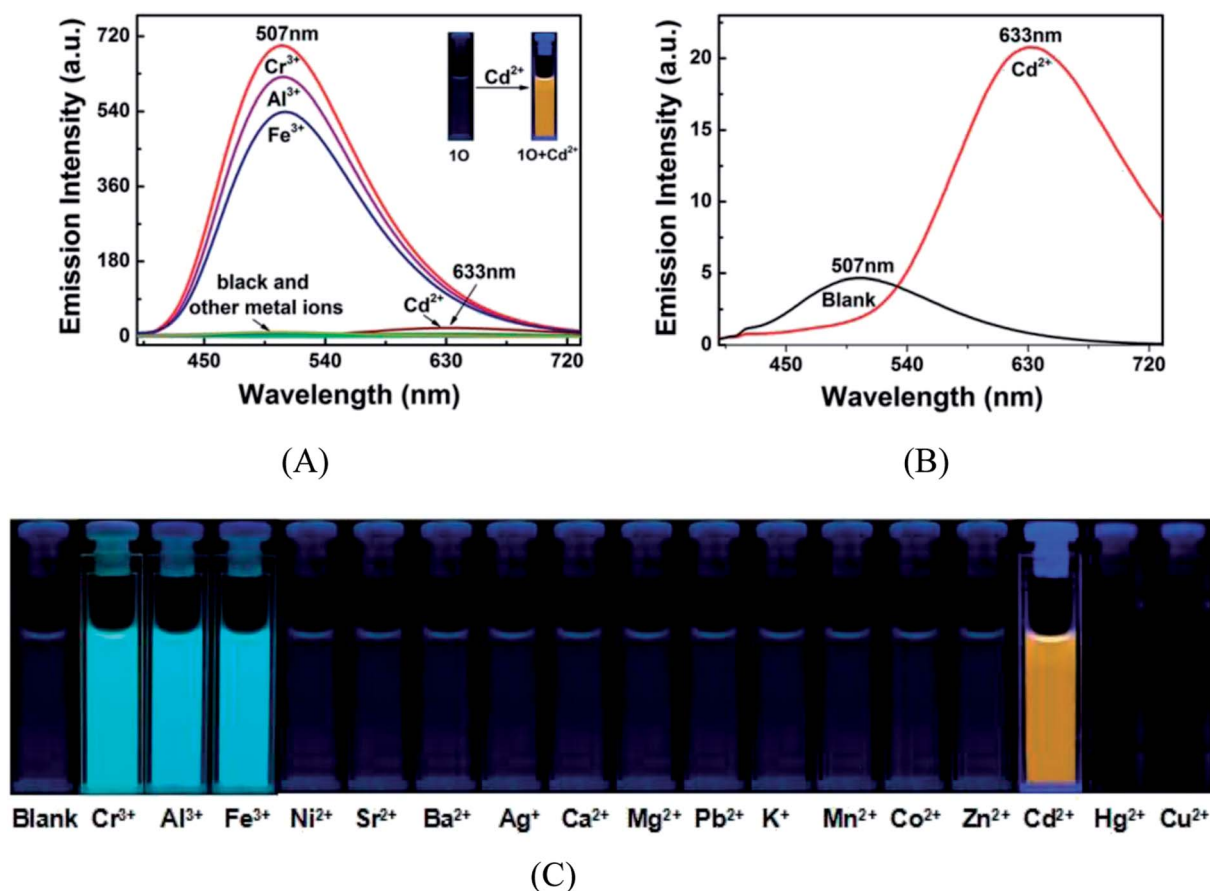 507nm
Cr³⁺
Al³⁺
Fe³⁺
Cd²⁺
1O
1O+Cd²⁺
black and
other metal ions
633nm
Cd²⁺
Emission Intensity (a.u.)
720
540
360
180
0
450 540 630 720
Wavelength (nm)
(A)
633nm
Cd²⁺
507nm
Blank
Emission Intensity (a.u.)
20
15
10
5
0
450 540 630 720
Wavelength (nm)
(B)
Blank Cr³⁺ Al³⁺ Fe³⁺ Ni²⁺ Sr²⁺ Ba²⁺ Ag⁺ Ca²⁺ Mg²⁺ Pb²⁺ K⁺ Mn²⁺ Co²⁺ Zn²⁺ Cd²⁺ Hg²⁺ Cu²⁺
(C)